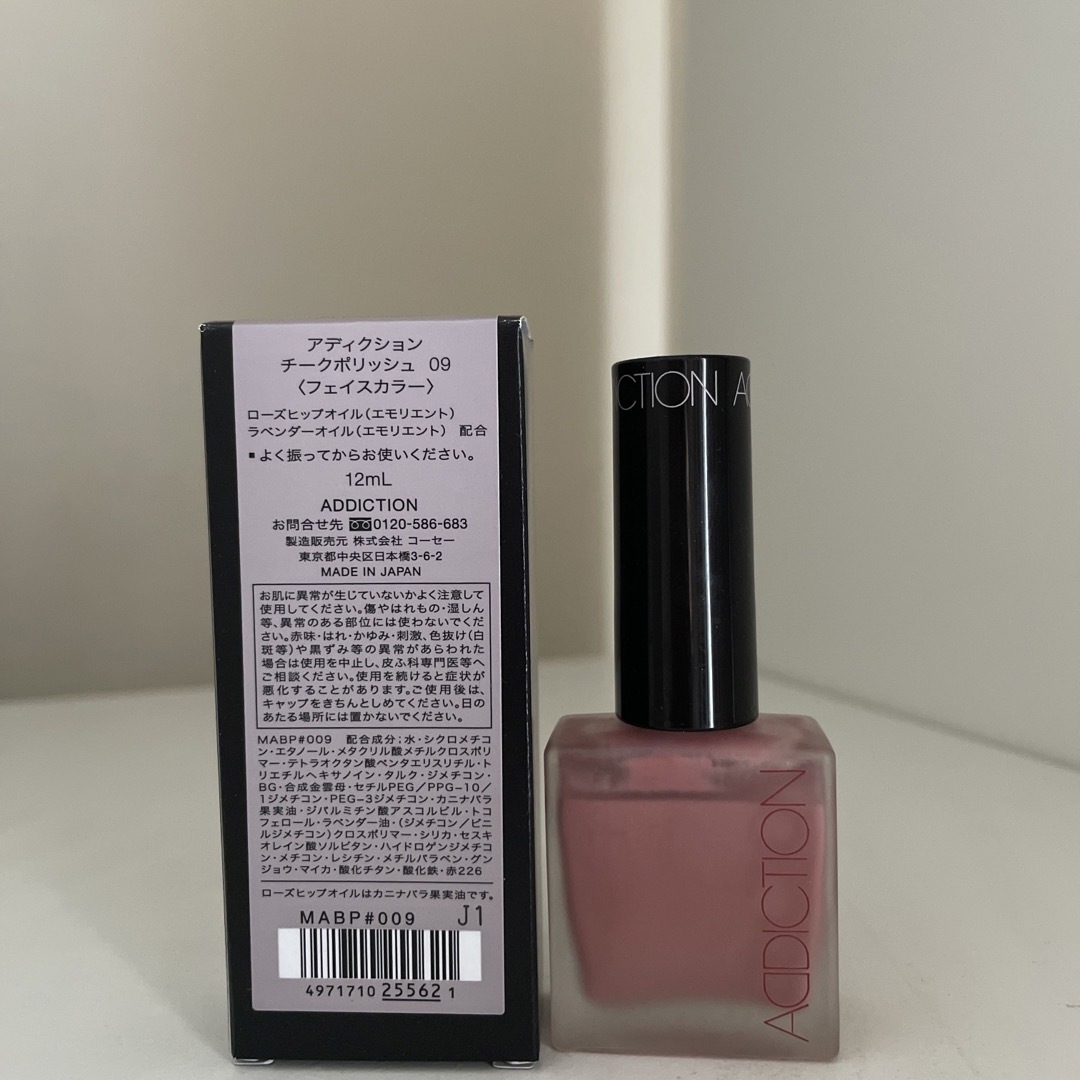 アディクション
チークポリッシュ 09
〈フェイスカラー〉
ローズヒップオイル(エモリエント)
ラベンダーオイル(エモリエント) 配合
■よく振ってからお使いください。
12mL
ADDICTION
お問合せ先 0120-586-683
製造販売元 株式会社 コーセー
東京都中央区日本橋3-6-2
MADE IN JAPAN
お肌に異常が生じていないかよく注意して
使用してください。傷やはれもの・湿しん
等、異常のある部位には使わないでくだ
さい。赤味・はれ・かゆみ・刺激、色抜け(白
斑等)や黒ずみ等の異常があらわれた
場合は使用を中止し、皮ふ科専門医等へ
ご相談ください。使用を続けると症状が
悪化することがあります。ご使用後は、
キャップをきちんとしめてください。日の
あたる場所には置かないでください。
MABP#009 配合成分;水・シクロメチコ
ン・エタノール・メタクリル酸メチルクロスポリ
マー・テトラオクタン酸ペンタエリスリチル・ト
リエチルヘキサノイン・タルク・ジメチコン・
BG・合成金雲母・セチルPEG/PPG-10/
1ジメチコン・PEG-3ジメチコン・カニナバラ
果実油・ジパルミチン酸アスコルビル・トコ
フェロール・ラベンダー油・(ジメチコン/ビニ
ルジメチコン)クロスポリマー・シリカ・セスキ
オレイン酸ソルビタン・ハイドロゲンジメチコ
ン・メチコン・レシチン・メチルパラベン・グン
ジョウ・マイカ・酸化チタン・酸化鉄・赤226
ローズヒップオイルはカニナバラ果実油です。
MABP#009 J1
4971710 25562 1
CTION AD
ADDICTION